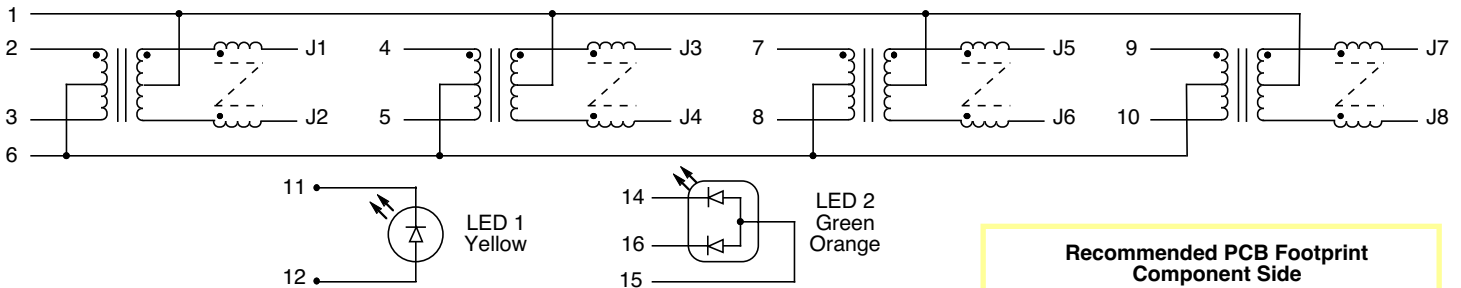 1
2 J1 4 J3 7 J5 9 J7
3 J2 5 J4 8 J6 10 J8
6
11
LED 1
Yellow
12
14
16
15
LED 2
Green
Orange
Recommended PCB Footprint
Component Side